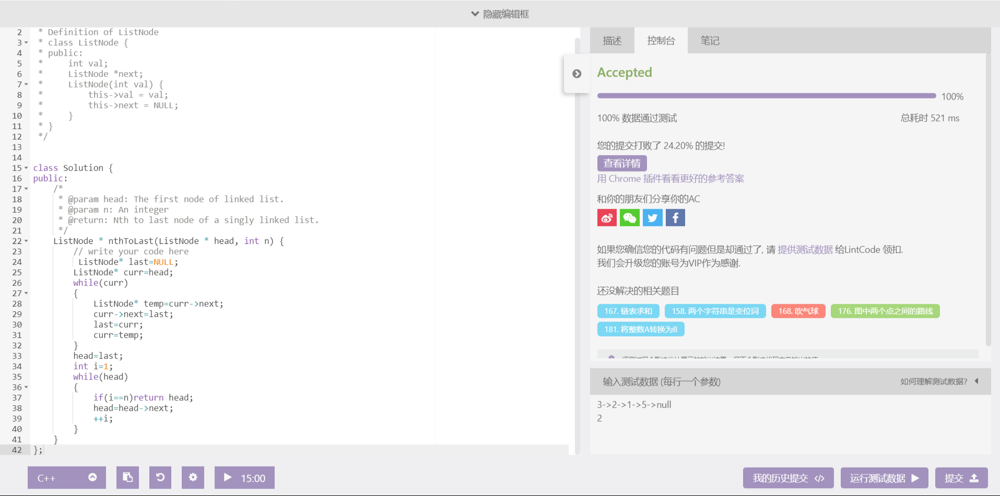 隐藏编辑框
2 * Definition of ListNode
3 * class ListNode {
4 * public:
5 *     int val;
6 *     ListNode *next;
7 *     ListNode(int val) {
8 *         this->val = val;
9 *         this->next = NULL;
10 *     }
11 * }
12 */
13
14
15 class Solution {
16 public:
17     /*
18      * @param head: The first node of linked list.
19      * @param n: An integer
20      * @return: Nth to last node of a singly linked list.
21      */
22     ListNode * nthToLast(ListNode * head, int n) {
23         // write your code here
24          ListNode* last=NULL;
25         ListNode* curr=head;
26         while(curr)
27         {
28             ListNode* temp=curr->next;
29             curr->next=last;
30             last=curr;
31             curr=temp;
32         }
33         head=last;
34         int i=1;
35         while(head)
36         {
37             if(i==n)return head;
38             head=head->next;
39             ++i;
40         }
41     }
42 };
C++
15:00
描述 控制台 笔记
Accepted
100%
100% 数据通过测试 总耗时 521 ms
您的提交打败了 24.20% 的提交!
查看详情
用 Chrome 插件看看更好的参考答案
和你的朋友们分享你的AC
如果您确信您的代码有问题但是却通过了, 请 提供测试数据 给LintCode 领扣.
我们会升级您的账号为VIP作为感谢.
还没解决的相关题目
167. 链表求和 158. 两个字符串是变位词 168. 吹气球 176. 图中两个点之间的路线
181. 将整数A转换为B
输入测试数据 (每行一个参数) 如何理解测试数据?
3->2->1->5->null
2
我的历史提交 运行测试数据 提交